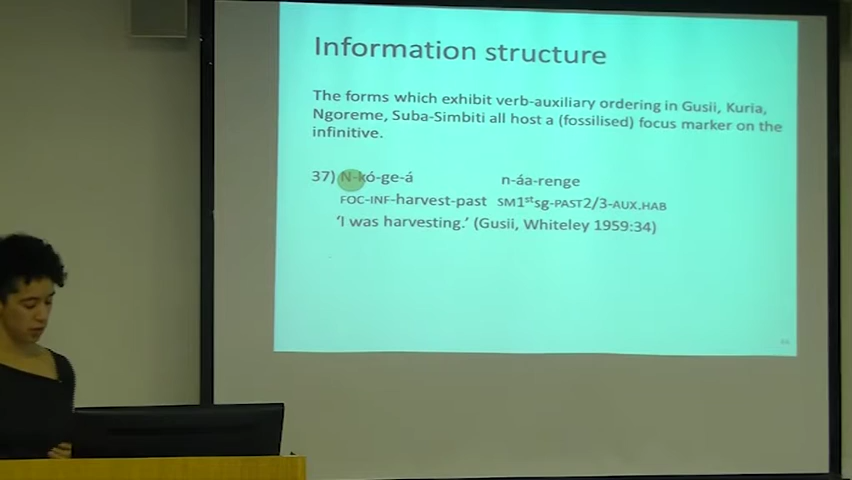 Information structure
The forms which exhibit verb-auxiliary ordering in Gusii, Kuria,
Ngoreme, Suba-Simbiti all host a (fossilised) focus marker on the
infinitive.
37) N-kó-ge-á n-áa-renge
FOC-INF-harvest-past SM1stsg-PAST2/3-AUX.HAB
'I was harvesting.' (Gusii, Whiteley 1959:34)